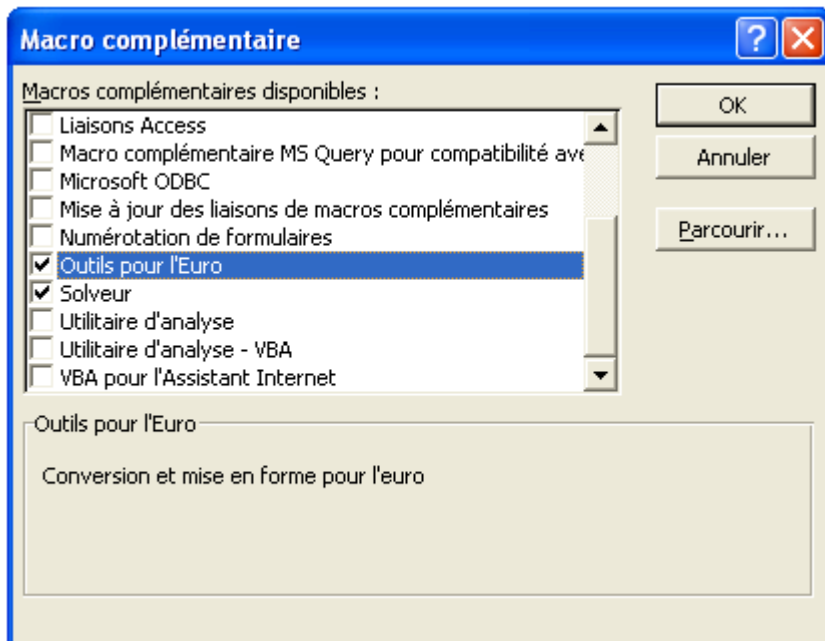 Macro complémentaire
Macros complémentaires disponibles :
Liaisons Access
Macro complémentaire MS Query pour compatibilité ave
Microsoft ODBC
Mise à jour des liaisons de macros complémentaires
Numérotation de formulaires
Outils pour l'Euro
Solveur
Utilitaire d'analyse
Utilitaire d'analyse - VBA
VBA pour l'Assistant Internet
OK
Annuler
Parcourir...
Outils pour l'Euro
Conversion et mise en forme pour l'euro